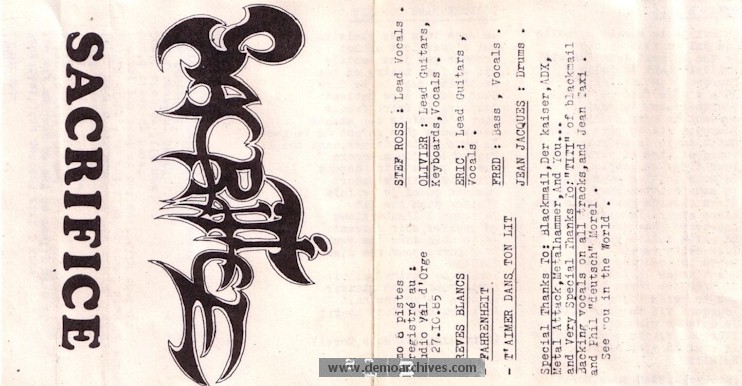 SACRIFICE
SACRIFICE
mo 8 pistes
registré au :
udio Val d'Orge
27.10.85
REVES BLANCS
FAHRENHEIT
- T'AIMER DANS TON LIT
STEF ROSS : Lead Vocals .
OLIVIER : Lead Guitars,
Keyboards,Vocals .
ERIC : Lead Guitars ,
Vocals .
FRED : Bass , Vocals .
JEAN JACQUES : Drums .
Special Thanks To: Blackmail,Der kaiser,ADX,
Metal Attack,Metalhammer,And You...
and Very Special Thanks To:"TITI" of blackmail
Backing vocals on all tracks,and Jean Taxi .
and Phil "deutsch" Morel .
See You in the World .
www.demoarchives.com